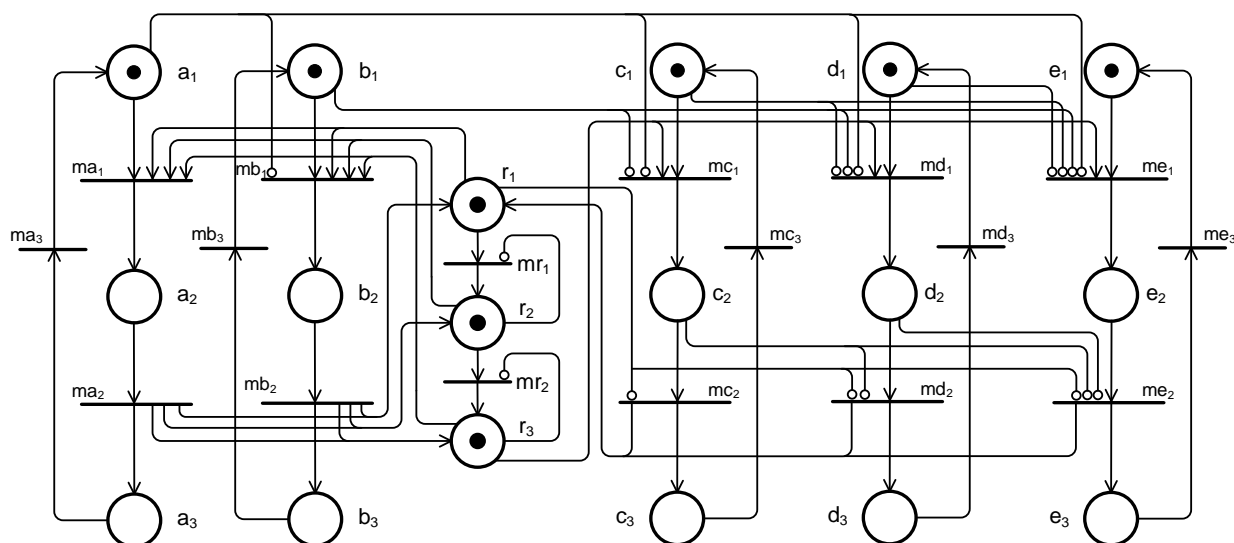 a₁ b₁ c₁ d₁ e₁
ma₁ mb₁ mc₁ md₁ me₁
r₁
ma₃ mb₃ mc₃ md₃ me₃
mr₁
a₂ b₂ c₂ d₂ e₂
r₂
ma₂ mb₂ mr₂ mc₂ md₂ me₂
r₃
a₃ b₃ c₃ d₃ e₃